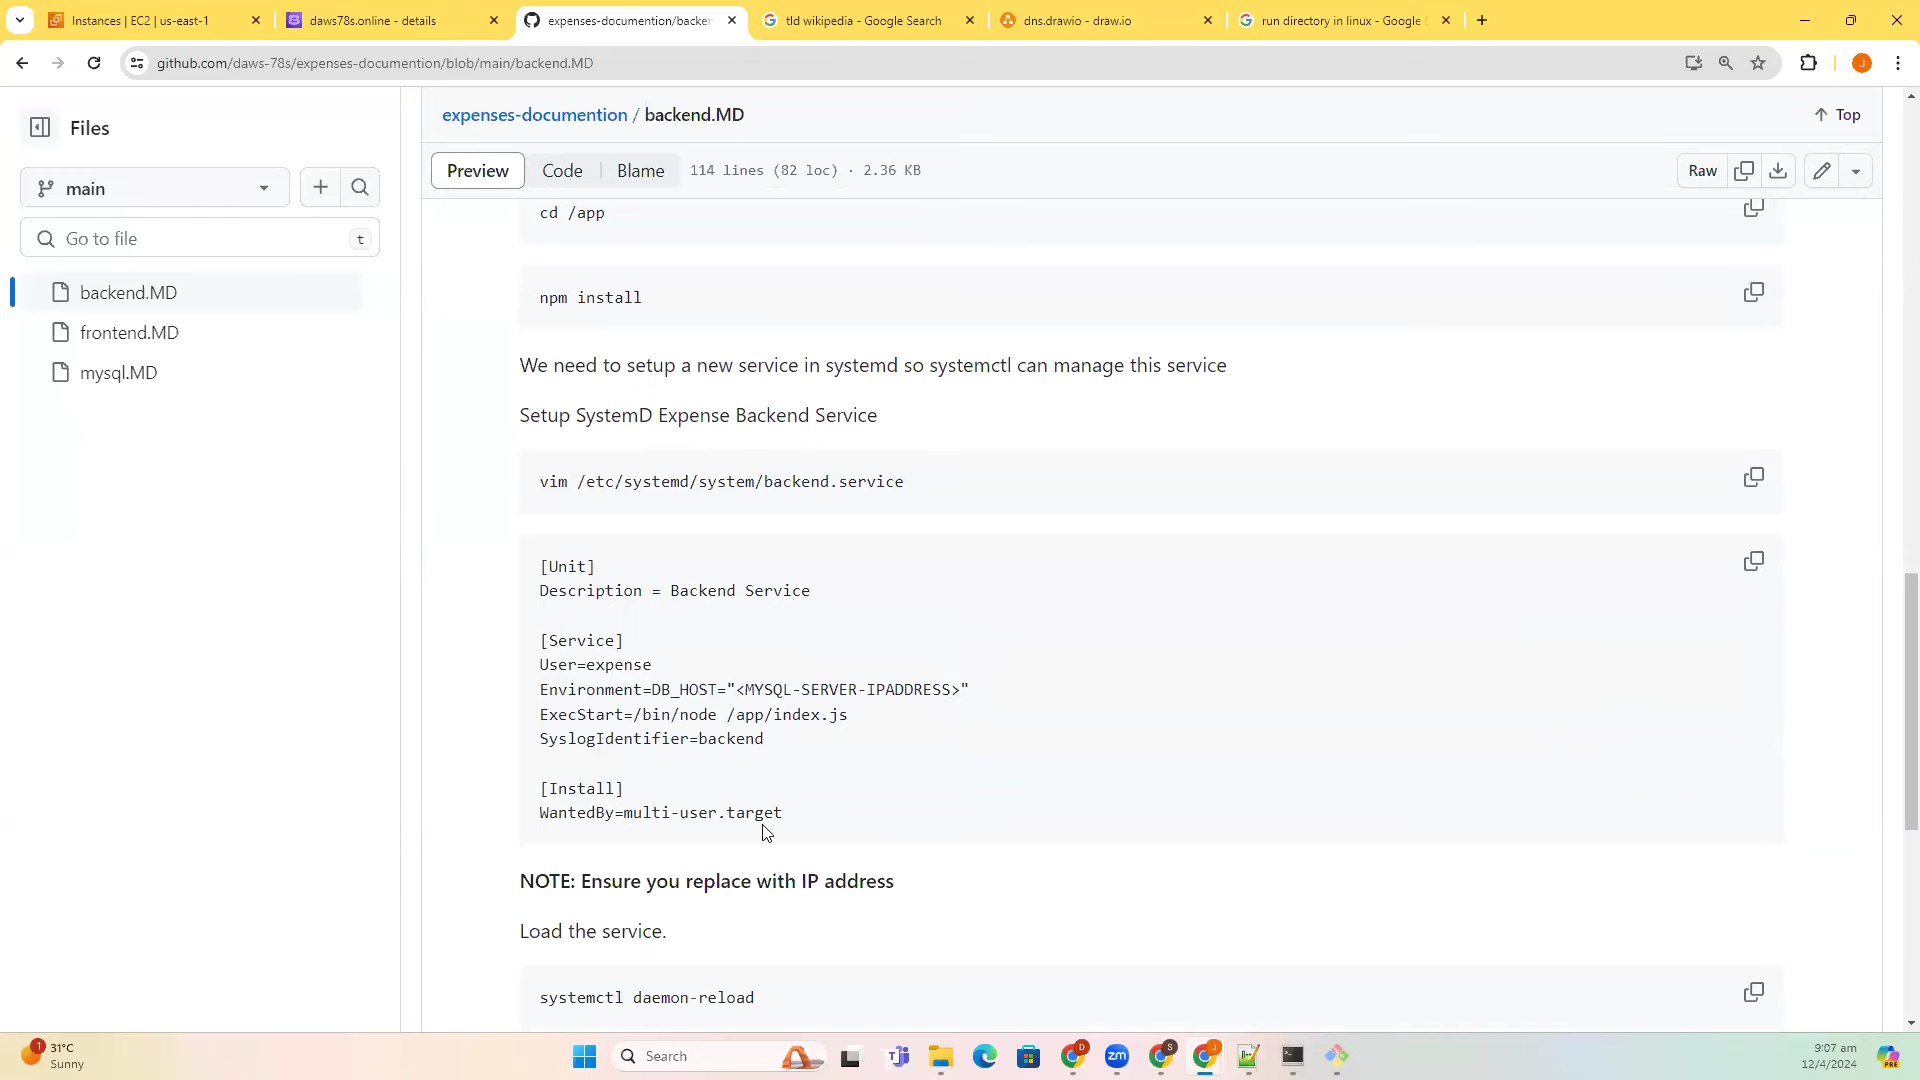 Instances | EC2 | us-east-1
daws78s.online - details
expenses-documention/backen
tld wikipedia - Google Search
dns.drawio - draw.io
run directory in linux - Google S
github.com/daws-78s/expenses-documention/blob/main/backend.MD
J
Files
expenses-documention / backend.MD
Top
main
Preview
Code
Blame
114 lines (82 loc) · 2.36 KB
Raw
Go to file
t
backend.MD
frontend.MD
mysql.MD
cd /app
npm install
We need to setup a new service in systemd so systemctl can manage this service
Setup SystemD Expense Backend Service
vim /etc/systemd/system/backend.service
[Unit]
Description = Backend Service
[Service]
User=expense
Environment=DB_HOST="<MYSQL-SERVER-IPADDRESS>"
ExecStart=/bin/node /app/index.js
SyslogIdentifier=backend
[Install]
WantedBy=multi-user.target
NOTE: Ensure you replace with IP address
Load the service.
systemctl daemon-reload
1
31°C
Sunny
Search
D
zm
S
J
9:07 am
12/4/2024
PRE